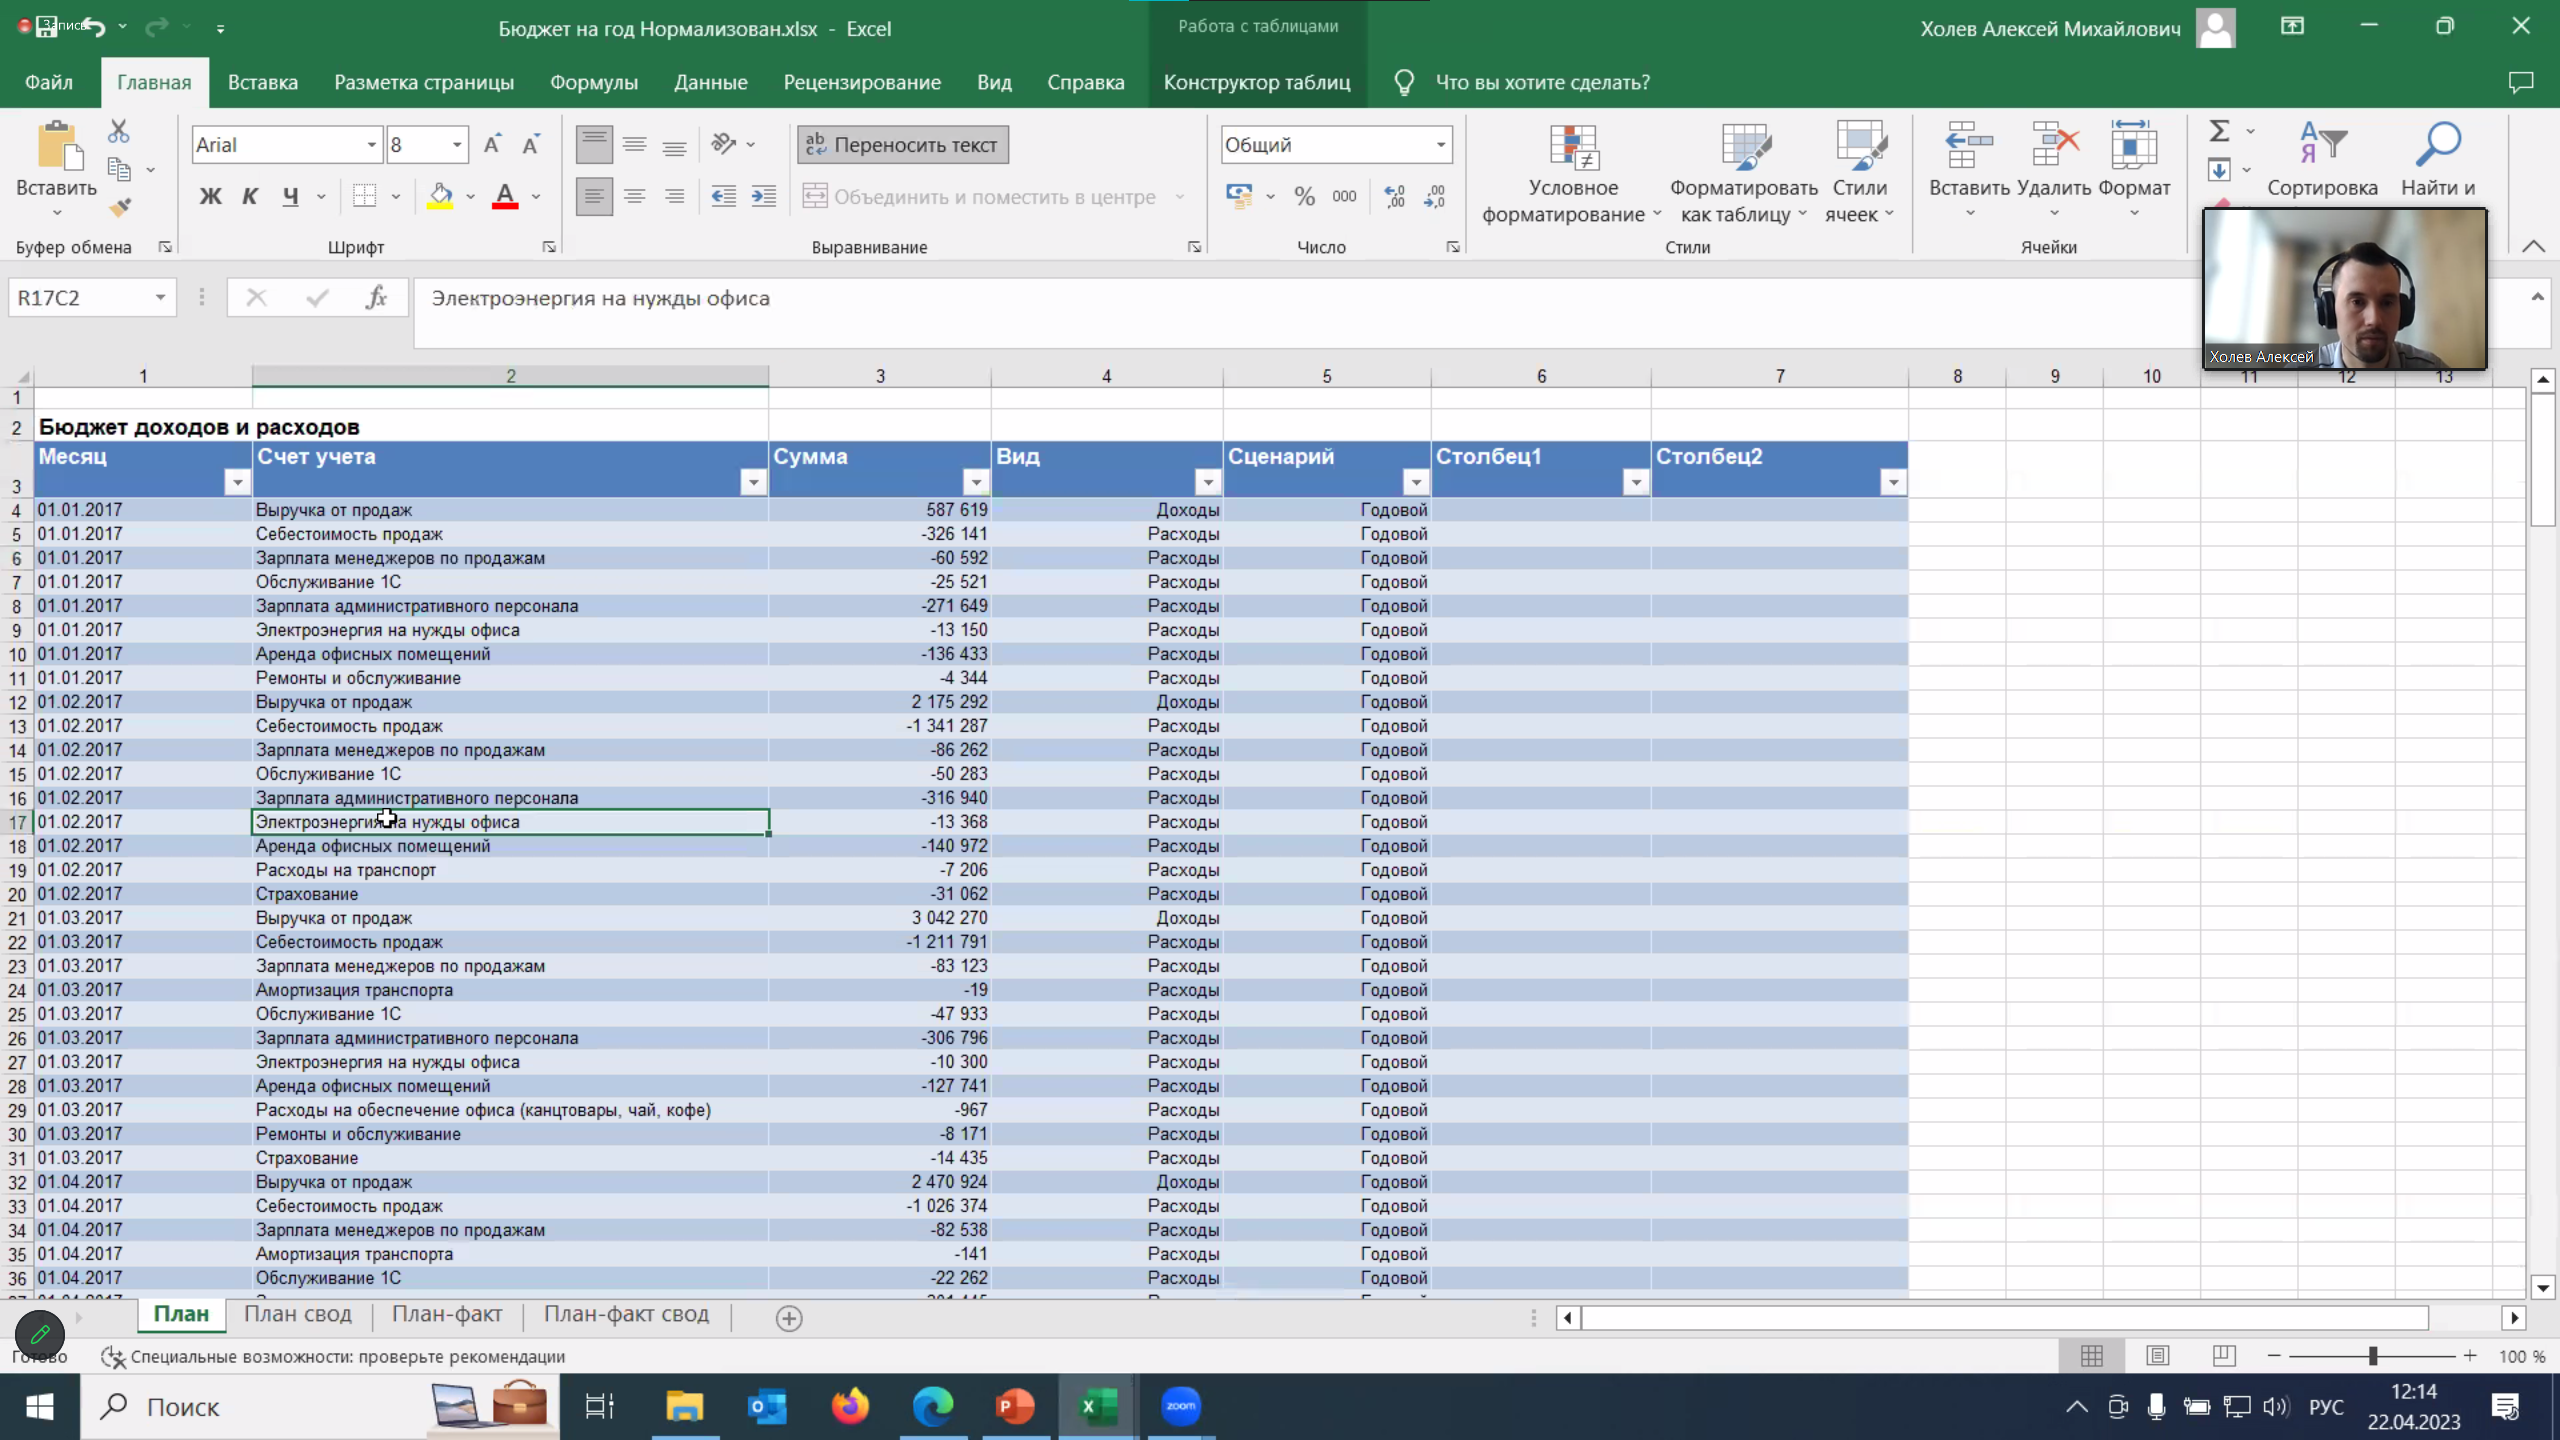 Запись
Бюджет на год Нормализован.xlsx - Excel
Работа с таблицами
Холев Алексей Михайлович
Файл Главная Вставка Разметка страницы Формулы Данные Рецензирование Вид Справка Конструктор таблиц Что вы хотите сделать?
Вставить
Arial 8
Ж К Ч
Переносить текст
Объединить и поместить в центре
Общий
% 000
Условное форматирование
Форматировать как таблицу
Стили ячеек
Вставить Удалить Формат
Сортировка
Найти и
Буфер обмена Шрифт Выравнивание Число Стили Ячейки
R17C2 fx Электроэнергия на нужды офиса
Холев Алексей
1 2 3 4 5 6 7 8 9 10 11 12 13
1
2 Бюджет доходов и расходов
3 Месяц Счет учета Сумма Вид Сценарий Столбец1 Столбец2
4 01.01.2017 Выручка от продаж 587 619 Доходы Годовой
5 01.01.2017 Себестоимость продаж -326 141 Расходы Годовой
6 01.01.2017 Зарплата менеджеров по продажам -60 592 Расходы Годовой
7 01.01.2017 Обслуживание 1С -25 521 Расходы Годовой
8 01.01.2017 Зарплата административного персонала -271 649 Расходы Годовой
9 01.01.2017 Электроэнергия на нужды офиса -13 150 Расходы Годовой
10 01.01.2017 Аренда офисных помещений -136 433 Расходы Годовой
11 01.01.2017 Ремонты и обслуживание -4 344 Расходы Годовой
12 01.02.2017 Выручка от продаж 2 175 292 Доходы Годовой
13 01.02.2017 Себестоимость продаж -1 341 287 Расходы Годовой
14 01.02.2017 Зарплата менеджеров по продажам -86 262 Расходы Годовой
15 01.02.2017 Обслуживание 1С -50 283 Расходы Годовой
16 01.02.2017 Зарплата административного персонала -316 940 Расходы Годовой
17 01.02.2017 Электроэнергия на нужды офиса -13 368 Расходы Годовой
18 01.02.2017 Аренда офисных помещений -140 972 Расходы Годовой
19 01.02.2017 Расходы на транспорт -7 206 Расходы Годовой
20 01.02.2017 Страхование -31 062 Расходы Годовой
21 01.03.2017 Выручка от продаж 3 042 270 Доходы Годовой
22 01.03.2017 Себестоимость продаж -1 211 791 Расходы Годовой
23 01.03.2017 Зарплата менеджеров по продажам -83 123 Расходы Годовой
24 01.03.2017 Амортизация транспорта -19 Расходы Годовой
25 01.03.2017 Обслуживание 1С -47 933 Расходы Годовой
26 01.03.2017 Зарплата административного персонала -306 796 Расходы Годовой
27 01.03.2017 Электроэнергия на нужды офиса -10 300 Расходы Годовой
28 01.03.2017 Аренда офисных помещений -127 741 Расходы Годовой
29 01.03.2017 Расходы на обеспечение офиса (канцтовары, чай, кофе) -967 Расходы Годовой
30 01.03.2017 Ремонты и обслуживание -8 171 Расходы Годовой
31 01.03.2017 Страхование -14 435 Расходы Годовой
32 01.04.2017 Выручка от продаж 2 470 924 Доходы Годовой
33 01.04.2017 Себестоимость продаж -1 026 374 Расходы Годовой
34 01.04.2017 Зарплата менеджеров по продажам -82 538 Расходы Годовой
35 01.04.2017 Амортизация транспорта -141 Расходы Годовой
36 01.04.2017 Обслуживание 1С -22 262 Расходы Годовой
План План свод План-факт План-факт свод
Готово Специальные возможности: проверьте рекомендации 100 %
Поиск
zoom
РУС
12:14
22.04.2023